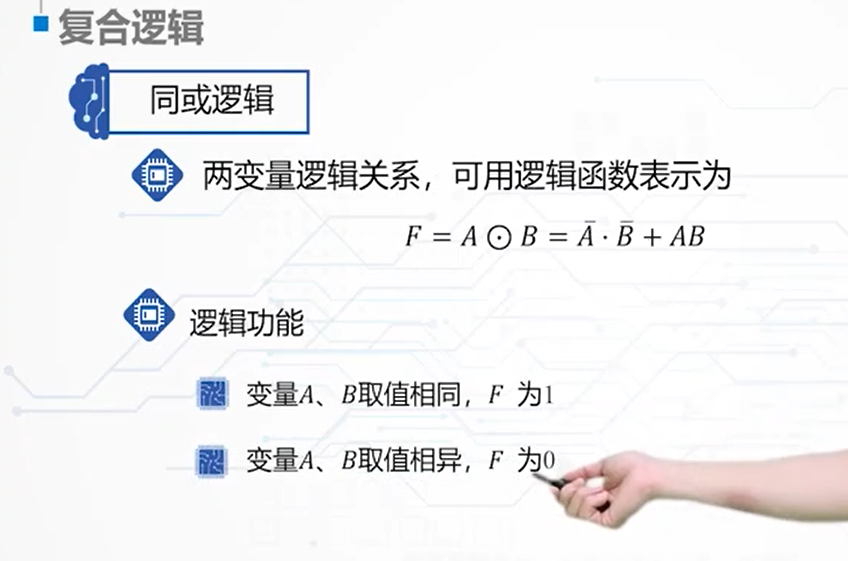 复合逻辑
同或逻辑
两变量逻辑关系，可用逻辑函数表示为
F = A ⊙ B = A̅ · B̅ + AB
逻辑功能
变量A、B取值相同，F 为1
变量A、B取值相异，F 为0